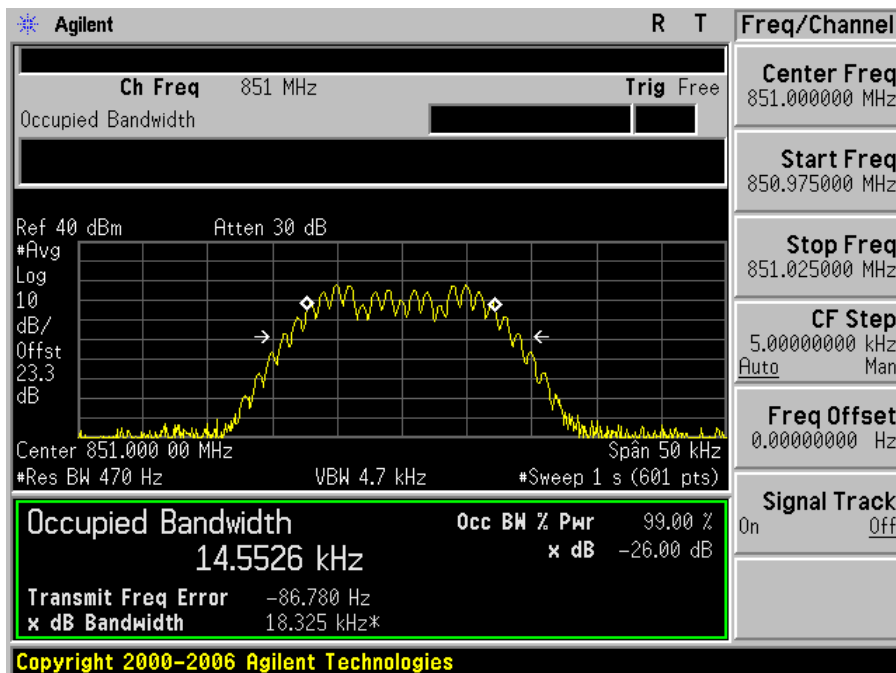 Agilent R T Freq/Channel
Ch Freq 851 MHz Trig Free
Occupied Bandwidth
Center Freq
851.000000 MHz
Start Freq
850.975000 MHz
Stop Freq
851.025000 MHz
CF Step
5.00000000 kHz
Auto Man
Freq Offset
0.00000000 Hz
Signal Track
On Off
Ref 40 dBm Atten 30 dB
#Avg
Log
10
dB/
Offst
23.3
dB
Center 851.000 00 MHz Span 50 kHz
#Res BW 470 Hz VBW 4.7 kHz #Sweep 1 s (601 pts)
Occupied Bandwidth Occ BW % Pwr 99.00 %
14.5526 kHz x dB -26.00 dB
Transmit Freq Error -86.780 Hz
x dB Bandwidth 18.325 kHz*
Copyright 2000-2006 Agilent Technologies